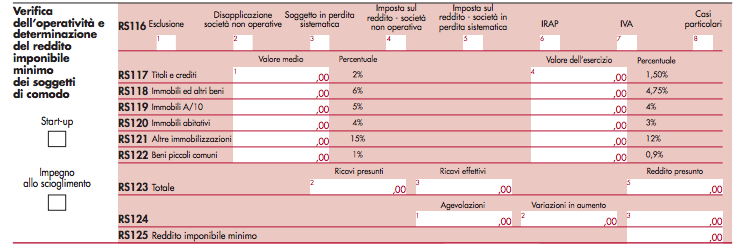 Verifica
dell'operatività e
determinazione
del reddito
imponibile
minimo
dei soggetti
di comodo
Start-up
Impegno
allo scioglimento
Esclusione Disapplicazione società non operative Soggetto in perdita sistematica Imposta sul reddito - società non operativa Imposta sul reddito - società in perdita sistematica IRAP IVA Casi particolari
RS116 1 2 3 4 5 6 7 8
Valore medio Percentuale Valore dell'esercizio Percentuale
RS117 Titoli e crediti 1 ,00 2% 4 ,00 1,50%
RS118 Immobili ed altri beni ,00 6% ,00 4,75%
RS119 Immobili A/10 ,00 5% ,00 4%
RS120 Immobili abitativi ,00 4% ,00 3%
RS121 Altre immobilizzazioni ,00 15% ,00 12%
RS122 Beni piccoli comuni ,00 1% ,00 0,9%
Ricavi presunti Ricavi effettivi Reddito presunto
RS123 Totale 2 ,00 3 ,00 5 ,00
Agevolazioni Variazioni in aumento
RS124 1 ,00 2 ,00 3 ,00
RS125 Reddito imponibile minimo ,00